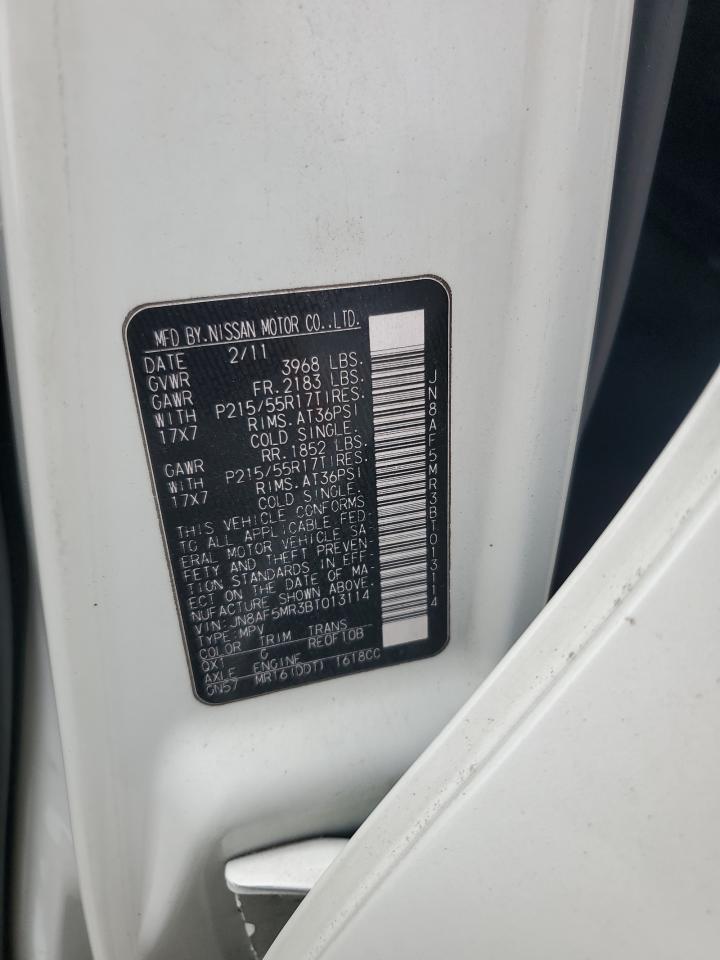 MFD BY.NISSAN MOTOR CO.,LTD.
DATE 2/11
GVWR 3968 LBS.
GAWR FR.2183 LBS.
WITH P215/55R17TIRES.
17X7 RIMS.AT36PSI
COLD SINGLE.
GAWR RR.1852 LBS.
WITH P215/55R17TIRES.
17X7 RIMS.AT36PSI
COLD SINGLE.
THIS VEHICLE CONFORMS
TO ALL APPLICABLE FED-
ERAL MOTOR VEHICLE SA-
FETY AND THEFT PREVEN-
TION STANDARDS IN EFF-
ECT ON THE DATE OF MA-
NUFACTURE SHOWN ABOVE.
VIN:JN8AF5MR3BT013114
TYPE:MPV
COLOR TRIM TRANS
QX1 G RE0F10B
AXLE ENGINE
CN57 MR16(DDT) 1618CC
JN8AF5MR3BT013114